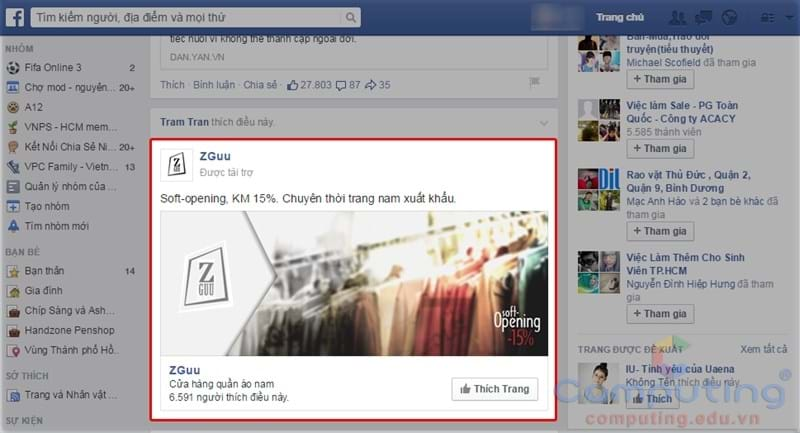 Tìm kiếm người, địa điểm và mọi thứ
Trang chủ
NHÓM
Fifa Online 3 2
Chợ mod - nguyên... 20+
A12
VNPS - HCM mem...
Kết Nối Chia Sẻ Ni... 20+
VPC Family - Vietn...
Quản lý nhóm của...
Tạo nhóm
Tìm nhóm mới
BẠN BÈ
Bạn thân 14
Gia đình
Chíp Sàng và Ash...
Handzone Penshop
Vùng Thành phố Hồ...
SỞ THÍCH
Trang và Nhân vật...
SỰ KIỆN
tiếc nuối vì không thể thành cặp ngoài đời.
DAN.YAN.VN
Thích · Bình luận · Chia sẻ · 27.803 87 35
Tram Tran thích điều này.
ZGuu
Được tài trợ
Soft-opening, KM 15%. Chuyên thời trang nam xuất khẩu.
Z
GUU
soft-
Opening
-15%
ZGuu
Cửa hàng quần áo nam
6.591 người thích điều này.
Thích Trang
Ban-Mua,Trao đổi
truyện(tiểu thuyết)
Michael Scofield đã tham gia
+ Tham gia
Việc làm Sale - PG Toàn
Quốc - Công ty ACACY
5.585 thành viên
+ Tham gia
Rao vặt Thủ Đức , Quận 2,
Quận 9, Bình Dương
Mạc Anh Hào và 2 bạn bè khác đã
tham gia
+ Tham gia
Việc Làm Thêm Cho Sinh
Viên TP.HCM
Nguyễn Đình Hiệp Hưng đã tham
gia
+ Tham gia
TRANG ĐƯỢC ĐỀ XUẤT Xem tất cả
IU- Tình yêu của Uaena
Không Tên thích điều này.
Thích
Computing
computing.edu.vn